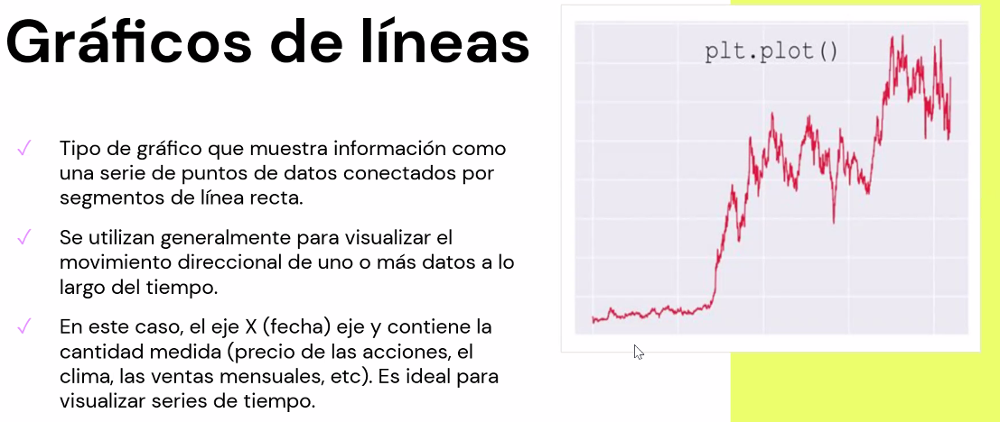 Gráficos de líneas
plt.plot()
✓ Tipo de gráfico que muestra información como
una serie de puntos de datos conectados por
segmentos de línea recta.
✓ Se utilizan generalmente para visualizar el
movimiento direccional de uno o más datos a lo
largo del tiempo.
✓ En este caso, el eje X (fecha) eje y contiene la
cantidad medida (precio de las acciones, el
clima, las ventas mensuales, etc). Es ideal para
visualizar series de tiempo.